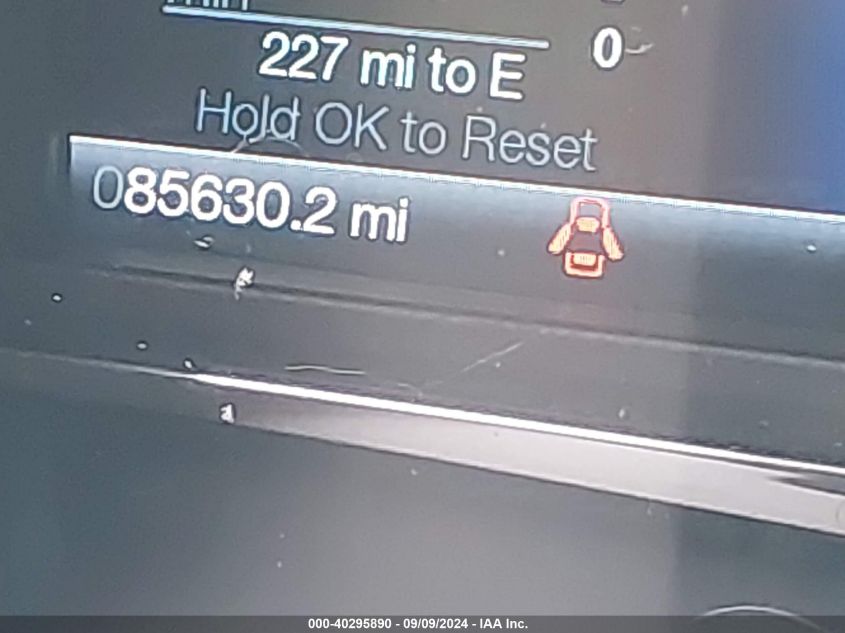 0
227 mi to E
Hold OK to Reset
085630.2 mi
000-40295890 - 09/09/2024 - IAA Inc.